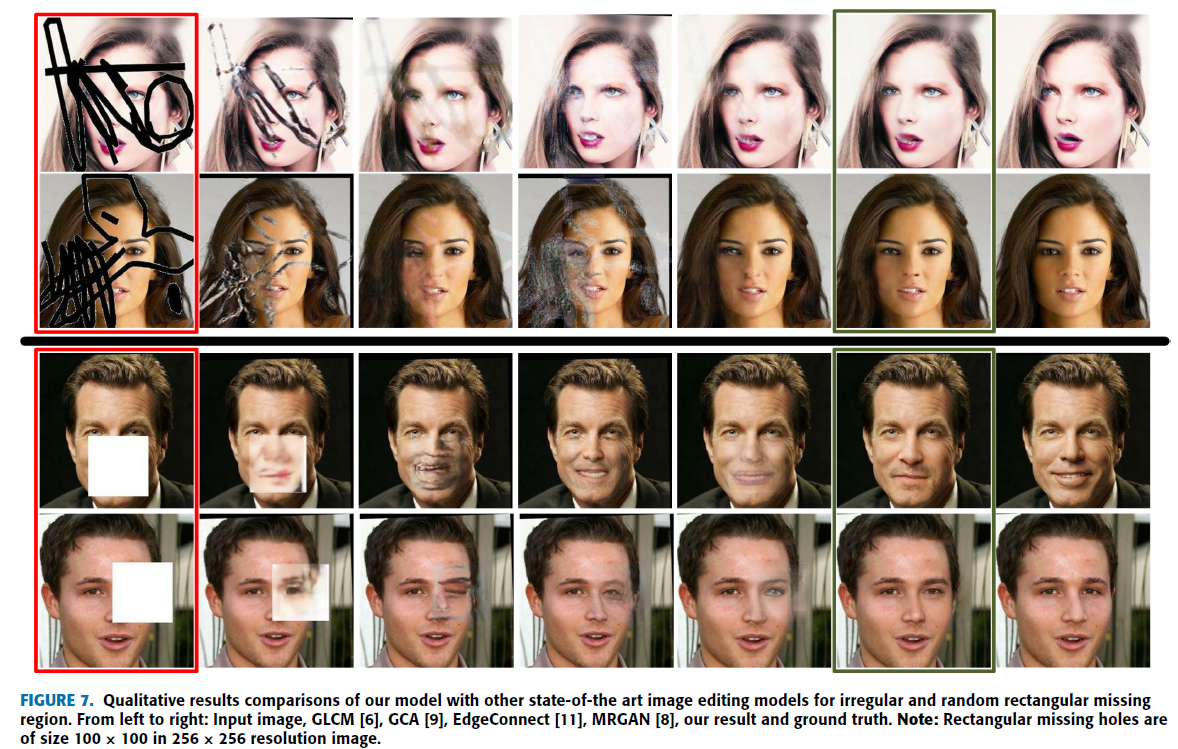 FIGURE 7. Qualitative results comparisons of our model with other state-of-the art image editing models for irregular and random rectangular missing
region. From left to right: Input image, GLCM [6], GCA [9], EdgeConnect [11], MRGAN [8], our result and ground truth. Note: Rectangular missing holes are
of size 100 × 100 in 256 × 256 resolution image.